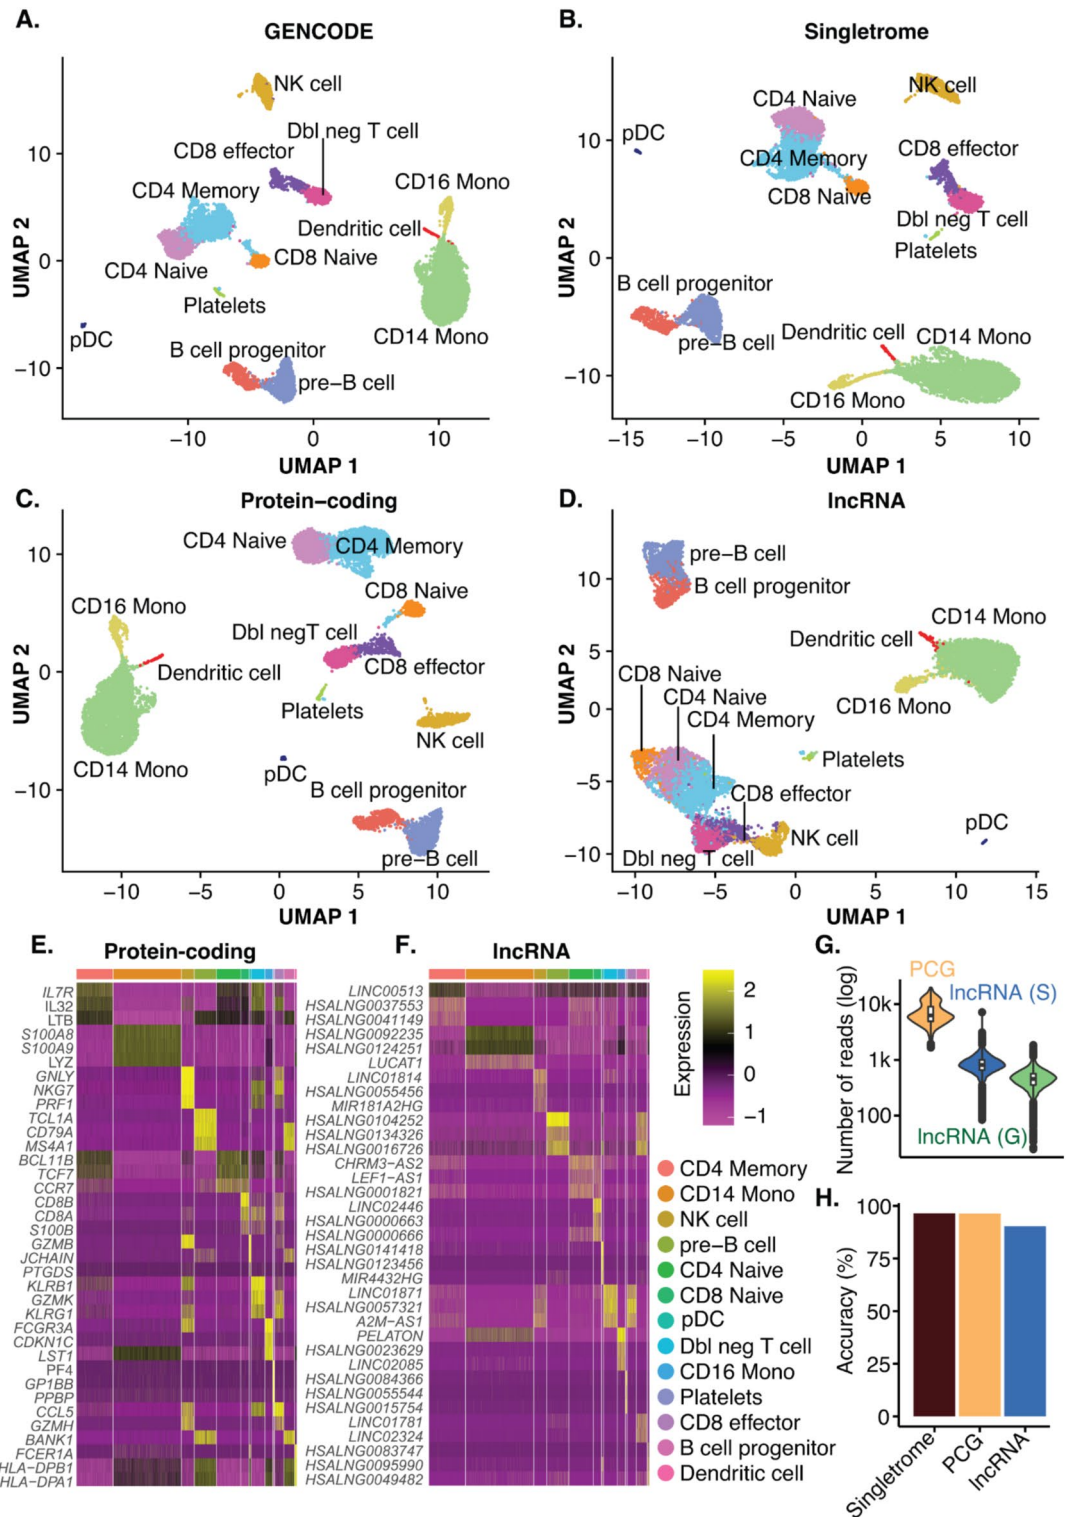 A.
GENCODE
NK cell
Dbl neg T cell
CD8 effector
CD4 Memory
CD16 Mono
Dendritic cell
CD8 Naive
CD4 Naive
Platelets
pDC
CD14 Mono
B cell progenitor
pre−B cell
10
0
−10
−10
0
10
UMAP 2
UMAP 1
B.
Singletrome
NK cell
CD4 Naive
pDC
CD4 Memory
CD8 effector
CD8 Naive
Dbl neg T cell
Platelets
B cell progenitor
Dendritic cell
CD14 Mono
pre−B cell
CD16 Mono
10
0
−10
−15
−10
−5
0
5
10
UMAP 2
UMAP 1
C.
Protein−coding
CD4 Naive
CD4 Memory
CD8 Naive
CD16 Mono
Dbl negT cell
Dendritic cell
CD8 effector
Platelets
NK cell
CD14 Mono
pDC
B cell progenitor
pre−B cell
10
0
−10
−10
−5
0
5
10
UMAP 2
UMAP 1
D.
lncRNA
pre−B cell
B cell progenitor
CD14 Mono
Dendritic cell
CD8 Naive
CD4 Naive
CD16 Mono
CD4 Memory
Platelets
CD8 effector
pDC
NK cell
Dbl neg T cell
10
5
0
−5
−10
−10
−5
0
5
10
15
UMAP 2
UMAP 1
E.
Protein-coding
IL7R
IL32
LTB
S100A8
S100A9
LYZ
GNLY
NKG7
PRF1
TCL1A
CD79A
MS4A1
BCL11B
TCF7
CCR7
CD8B
CD8A
S100B
GZMB
JCHAIN
PTGDS
KLRB1
GZMK
KLRG1
FCGR3A
CDKN1C
LST1
PF4
GP1BB
PPBP
CCL5
GZMH
BANK1
FCER1A
HLA−DPB1
HLA−DPA1
F.
lncRNA
LINC00513
HSALNG0037553
HSALNG0041149
HSALNG0092235
HSALNG0124251
LUCAT1
LINC01814
HSALNG0055456
MIR181A2HG
HSALNG0104252
HSALNG0134326
HSALNG0016726
CHRM3−AS2
LEF1−AS1
HSALNG0001821
LINC02446
HSALNG0000663
HSALNG0000666
HSALNG0141418
HSALNG0123456
MIR4432HG
LINC01871
HSALNG0057321
A2M−AS1
PELATON
HSALNG0023629
LINC02085
HSALNG0084366
HSALNG0055544
HSALNG0015754
LINC01781
LINC02324
HSALNG0083747
HSALNG0095990
HSALNG0049482
Expression
2
1
0
−1
CD4 Memory
CD14 Mono
NK cell
pre−B cell
CD4 Naive
CD8 Naive
pDC
Dbl neg T cell
CD16 Mono
Platelets
CD8 effector
B cell progenitor
Dendritic cell
G.
PCG
lncRNA (S)
lncRNA (G)
10k
1k
100
Number of reads (log)
H.
100
75
50
25
0
Accuracy (%)
Singletrome
PCG
lncRNA